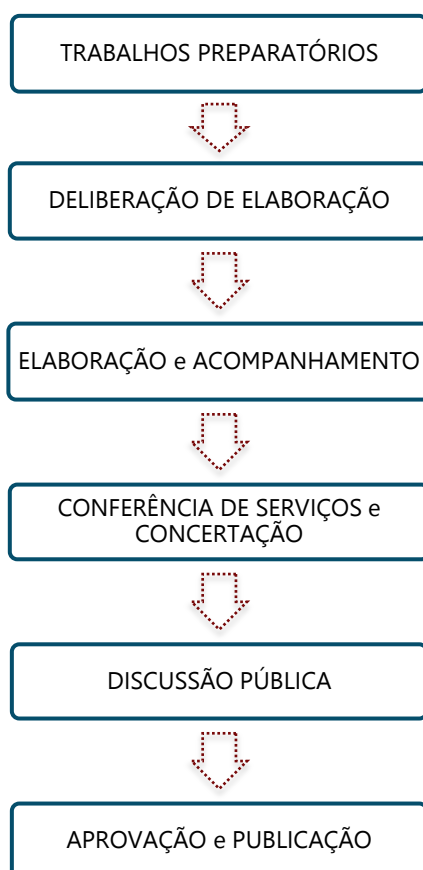 TRABALHOS PREPARATÓRIOS
DELIBERAÇÃO DE ELABORAÇÃO
ELABORAÇÃO e ACOMPANHAMENTO
CONFERÊNCIA DE SERVIÇOS e
CONCERTAÇÃO
DISCUSSÃO PÚBLICA
APROVAÇÃO e PUBLICAÇÃO